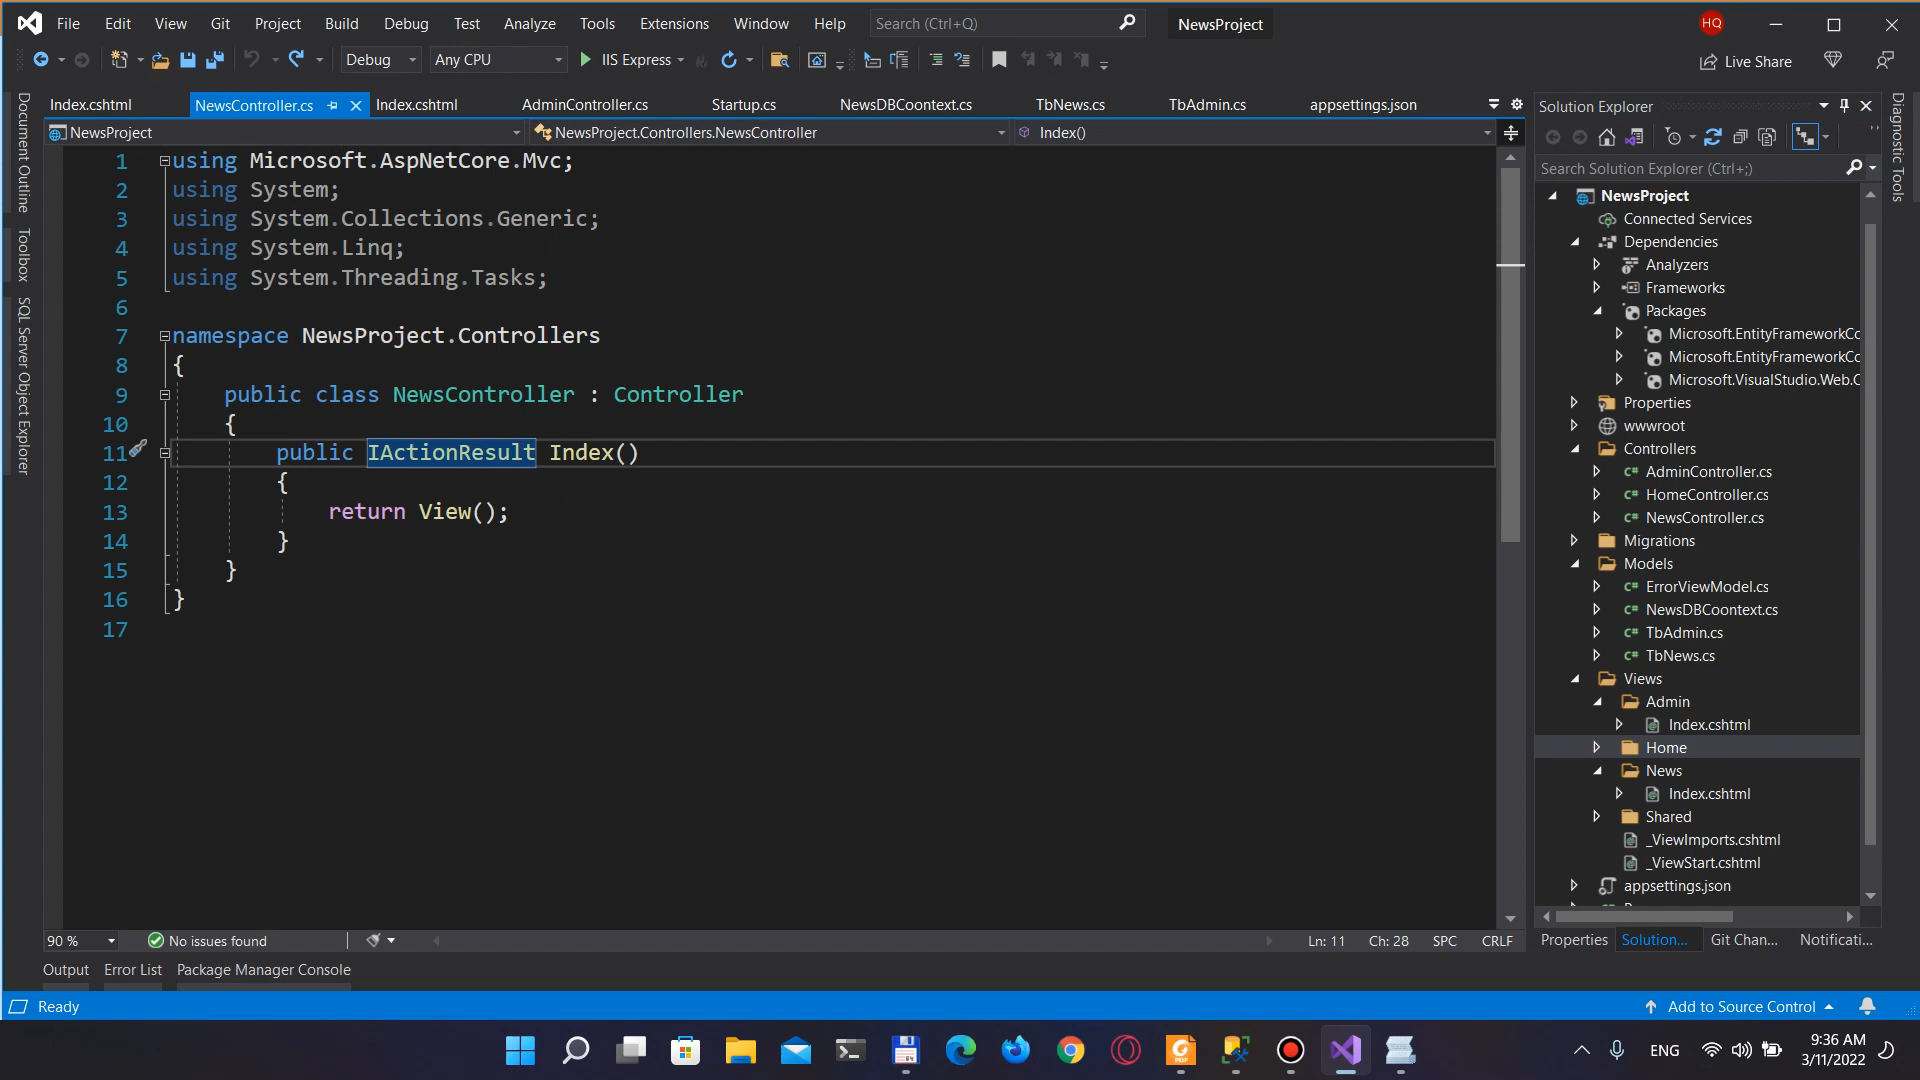 File Edit View Git Project Build Debug Test Analyze Tools Extensions Window Help Search (Ctrl+Q) NewsProject HQ
Debug Any CPU IIS Express Live Share
Index.cshtml NewsController.cs Index.cshtml AdminController.cs Startup.cs NewsDBCoontext.cs TbNews.cs TbAdmin.cs appsettings.json
NewsProject NewsProject.Controllers.NewsController Index()
Document Outline
Toolbox
SQL Server Object Explorer
1 using Microsoft.AspNetCore.Mvc;
2 using System;
3 using System.Collections.Generic;
4 using System.Linq;
5 using System.Threading.Tasks;
6
7 namespace NewsProject.Controllers
8 {
9 public class NewsController : Controller
10 {
11 public IActionResult Index()
12 {
13 return View();
14 }
15 }
16 }
17
90 % No issues found Ln: 11 Ch: 28 SPC CRLF
Output Error List Package Manager Console
Solution Explorer
Search Solution Explorer (Ctrl+;)
NewsProject
Connected Services
Dependencies
Analyzers
Frameworks
Packages
Microsoft.EntityFrameworkCo
Microsoft.EntityFrameworkCo
Microsoft.VisualStudio.Web.C
Properties
wwwroot
Controllers
C# AdminController.cs
C# HomeController.cs
C# NewsController.cs
Migrations
Models
C# ErrorViewModel.cs
C# NewsDBCoontext.cs
C# TbAdmin.cs
C# TbNews.cs
Views
Admin
Index.cshtml
Home
News
Index.cshtml
Shared
_ViewImports.cshtml
_ViewStart.cshtml
appsettings.json
Properties Solution... Git Chan... Notificati...
Diagnostic Tools
Ready Add to Source Control
ENG 9:36 AM
3/11/2022